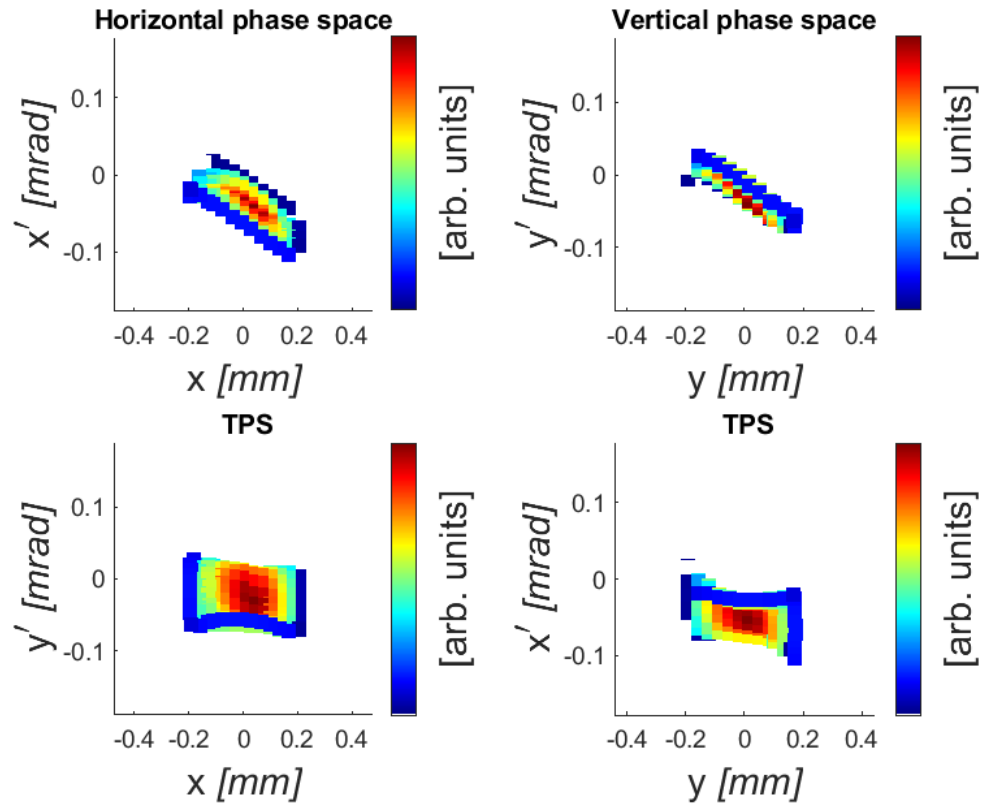 Horizontal phase space
0.1
0
-0.1
x′ [mrad]
-0.4 -0.2 0 0.2 0.4
x [mm]
[arb. units]
Vertical phase space
0.1
0
-0.1
y′ [mrad]
-0.4 -0.2 0 0.2 0.4
y [mm]
[arb. units]
TPS
0.1
0
-0.1
y′ [mrad]
-0.4 -0.2 0 0.2 0.4
x [mm]
[arb. units]
TPS
0.1
0
-0.1
x′ [mrad]
-0.4 -0.2 0 0.2 0.4
y [mm]
[arb. units]